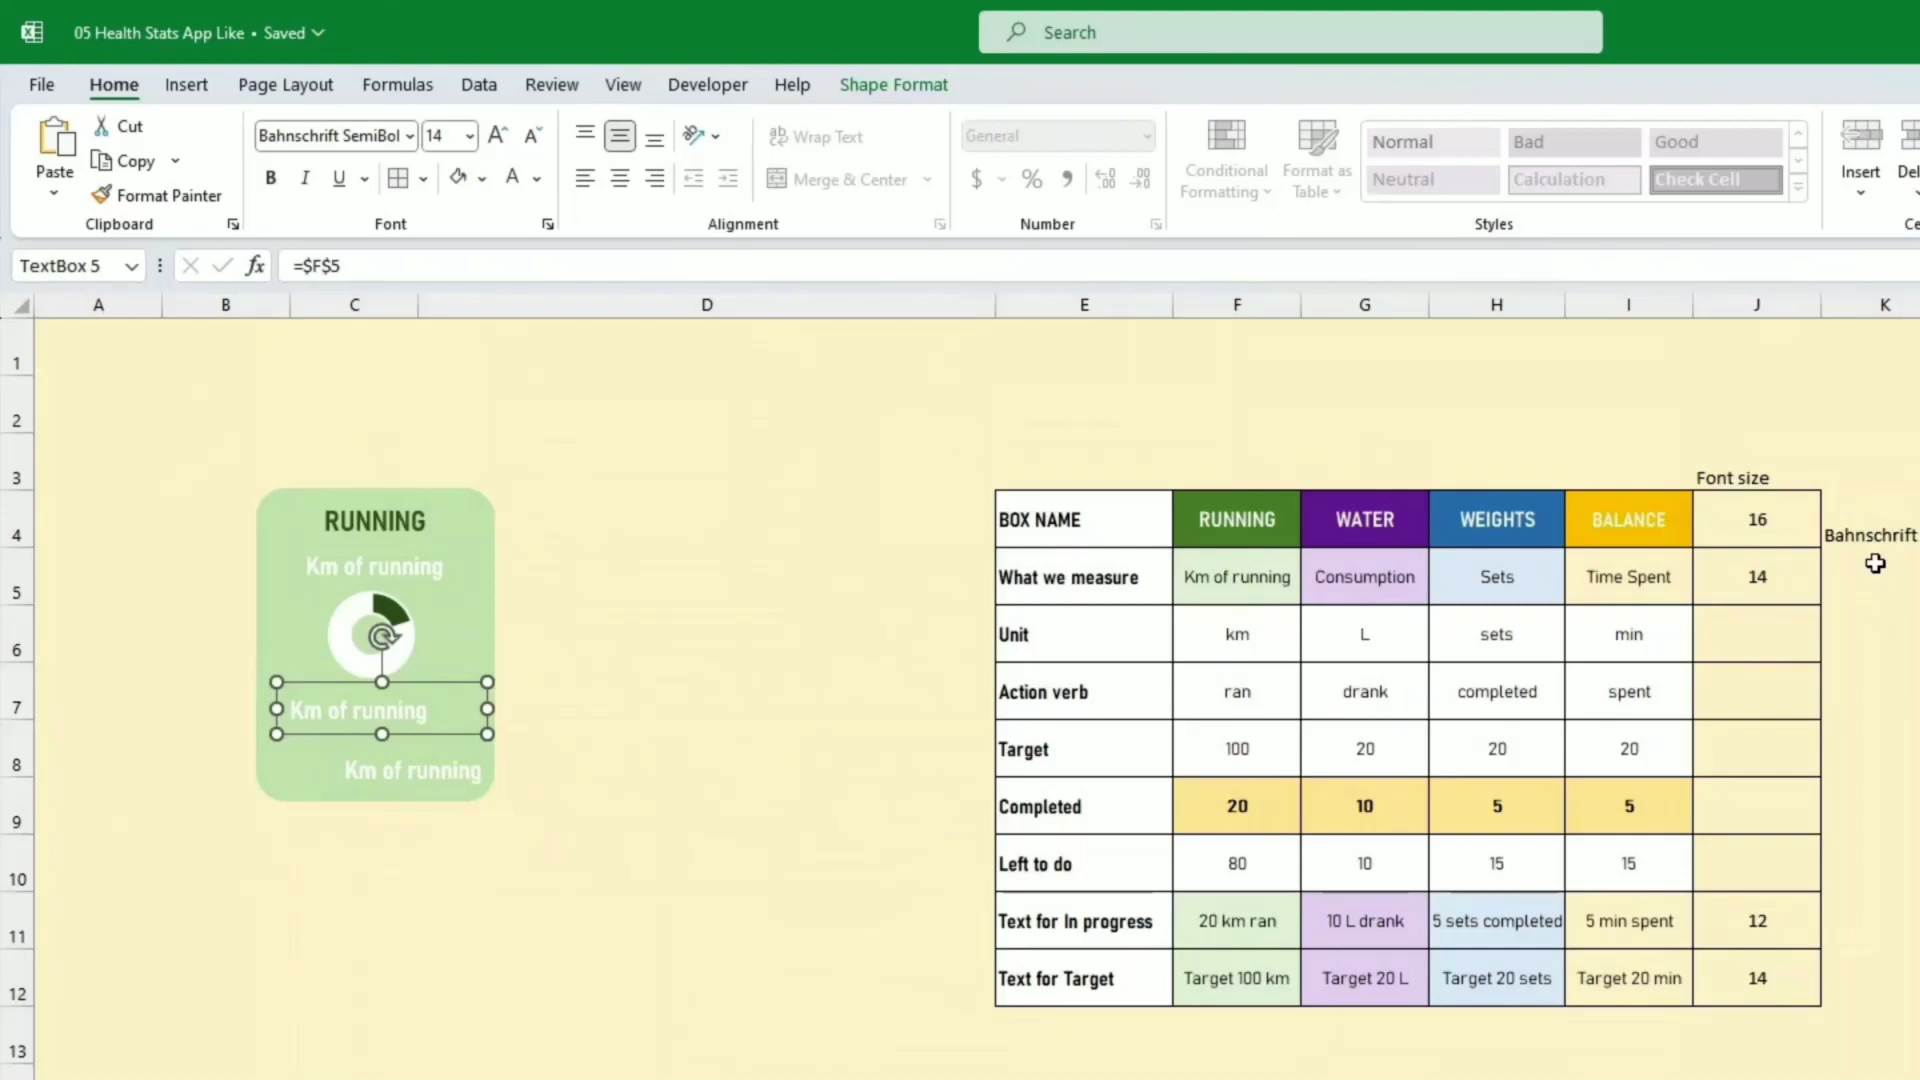 05 Health Stats App Like • Saved
Search
File Home Insert Page Layout Formulas Data Review View Developer Help Shape Format
Paste
Cut
Copy
Format Painter
Clipboard
Bahnschrift SemiBol 14
B I U
Font
Wrap Text
Merge & Center
Alignment
General
$ %
Number
Conditional Formatting
Format as Table
Normal Bad Good
Neutral Calculation Check Cell
Styles
Insert
TextBox 5 fx =$F$5
A B C D E F G H I J K
1
2
3 Font size
4 BOX NAME RUNNING WATER WEIGHTS BALANCE 16 Bahnschrift
5 What we measure Km of running Consumption Sets Time Spent 14
6 Unit km L sets min
7 Action verb ran drank completed spent
8 Target 100 20 20 20
9 Completed 20 10 5 5
10 Left to do 80 10 15 15
11 Text for In progress 20 km ran 10 L drank 5 sets completed 5 min spent 12
12 Text for Target Target 100 km Target 20 L Target 20 sets Target 20 min 14
13
RUNNING
Km of running
Km of running
Km of running